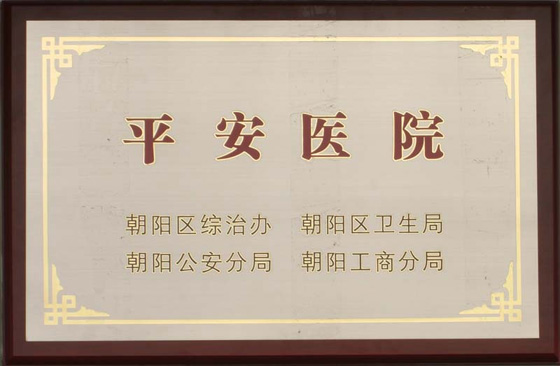 平安医院
朝阳区综治办 朝阳区卫生局
朝阳公安分局 朝阳工商分局